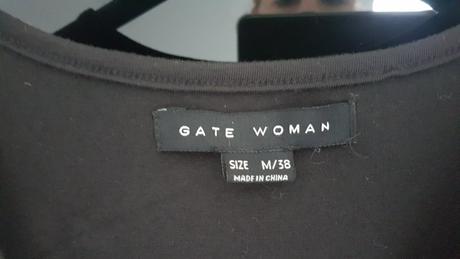 GATE WOMAN
SIZE M/38
MADE IN CHINA